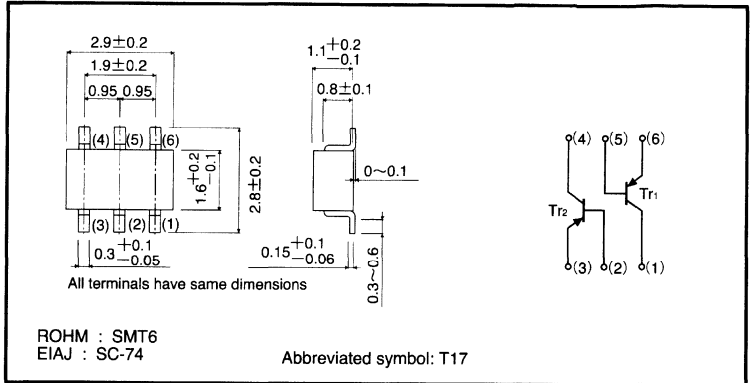 2.9±0.2
1.9±0.2
0.95 0.95
(4) (5) (6)
(3) (2) (1)
1.6 +0.2 −0.1
2.8±0.2
0.3 +0.1 −0.05
All terminals have same dimensions
1.1 +0.2 −0.1
0.8±0.1
0~0.1
0.15 +0.1 −0.06
0.3~0.6
(4) (5) (6)
Tr1
Tr2
(3) (2) (1)
ROHM : SMT6
EIAJ : SC-74
Abbreviated symbol: T17